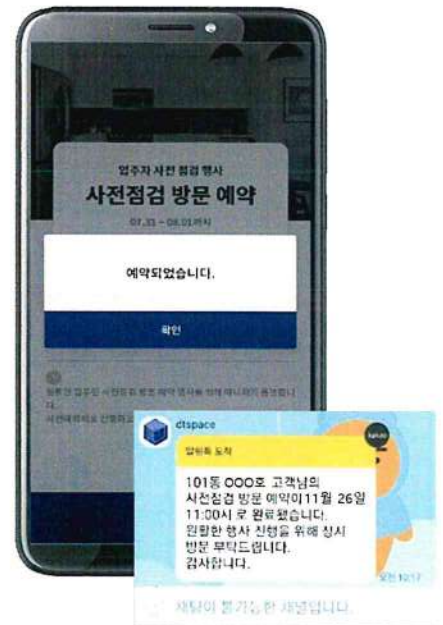 입주자 사전 점검 행사
사전점검 방문 예약
07.31 ~ 08.01까지
예약되었습니다.
확인
dtspace
kakao
알림톡 도착
101동 OOO호 고객님의
사전점검 방문 예약이11월 26일
11:00시 로 완료됐습니다.
원활한 행사 진행을 위해 정시
방문 부탁드립니다.
감사합니다.
오전 10:17
채팅이 불가능한 채널입니다.